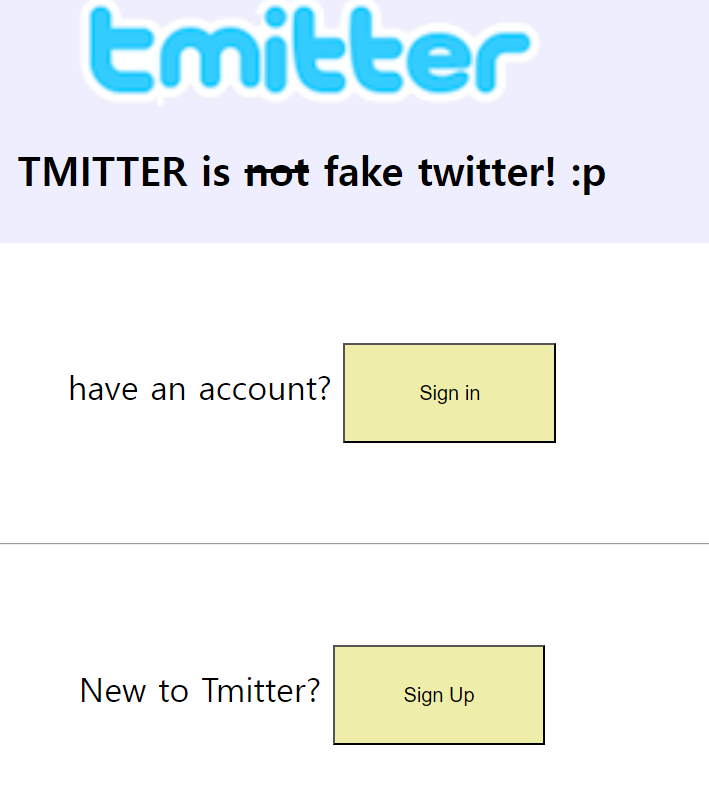 tmitter
TMITTER is not fake twitter! :p
have an account? Sign in
New to Tmitter? Sign Up